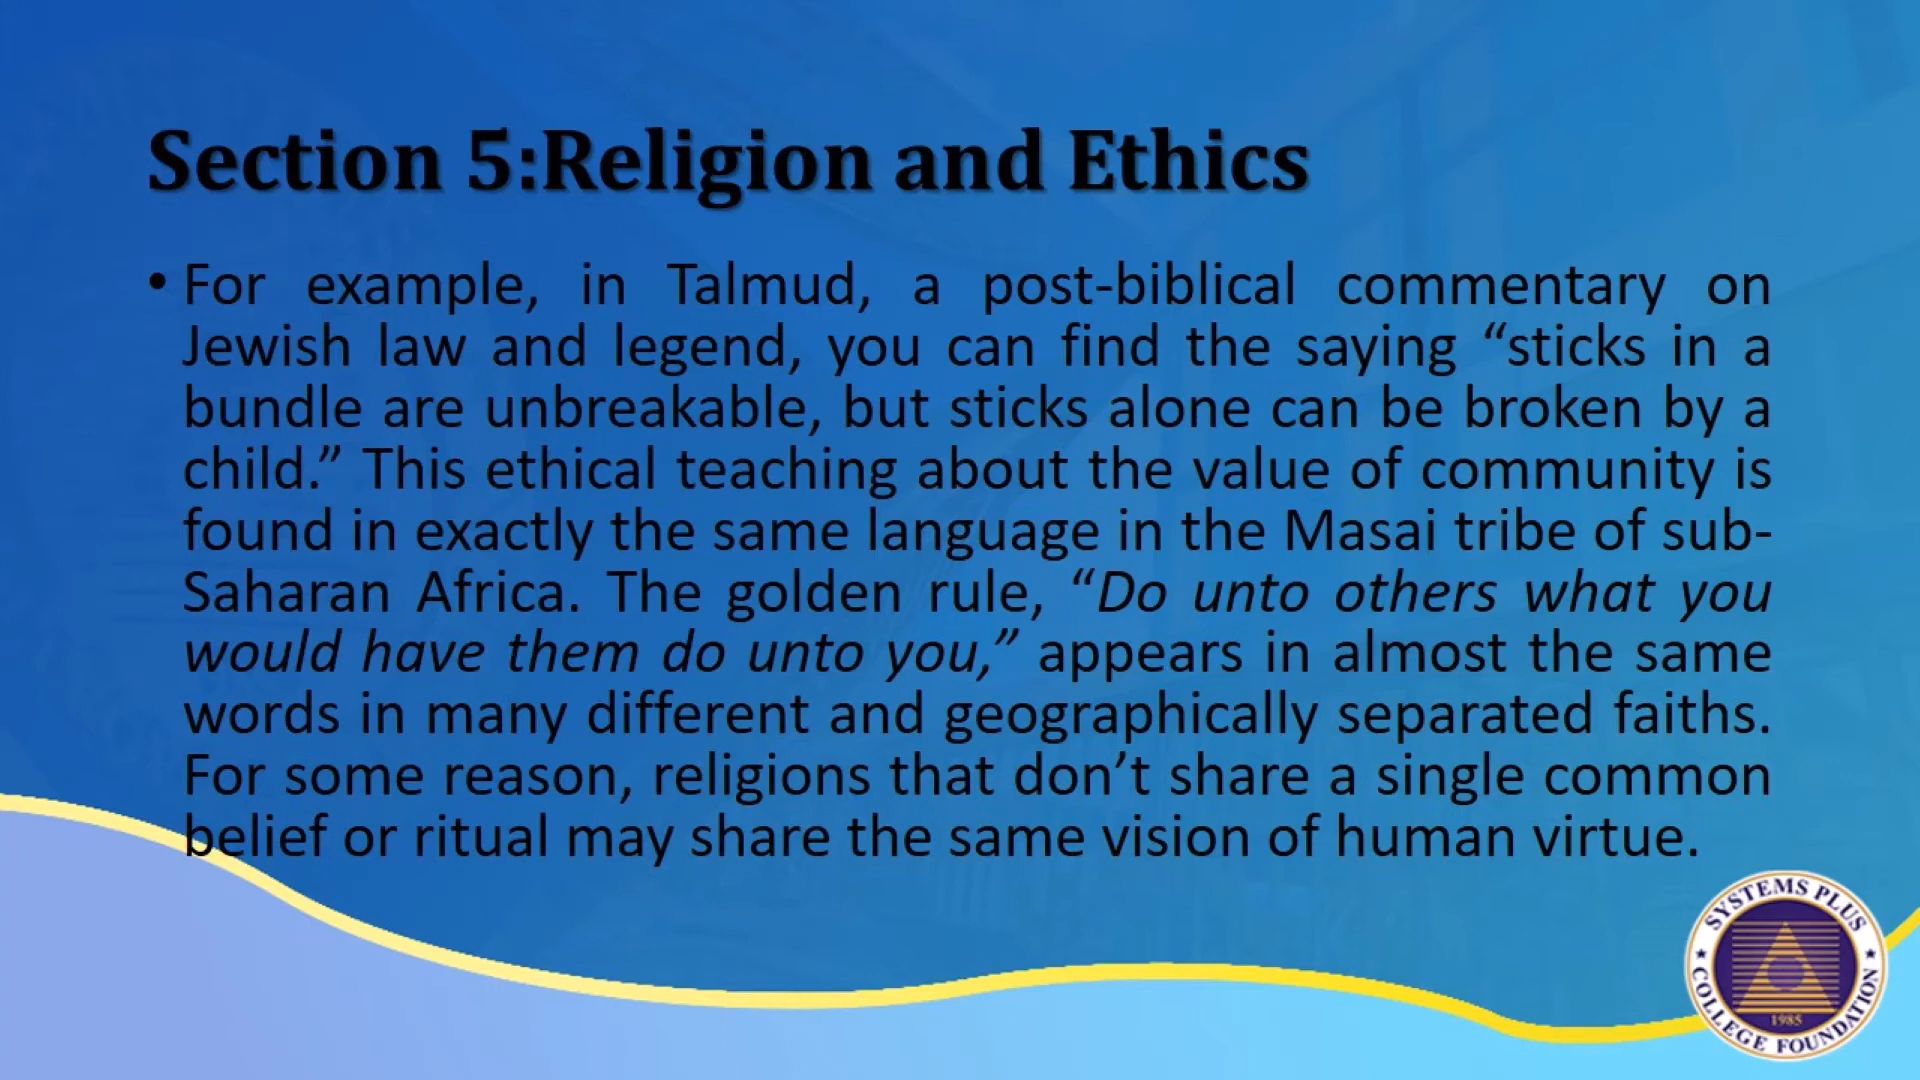 Section 5:Religion and Ethics
• For example, in Talmud, a post-biblical commentary on
Jewish law and legend, you can find the saying “sticks in a
bundle are unbreakable, but sticks alone can be broken by a
child.” This ethical teaching about the value of community is
found in exactly the same language in the Masai tribe of sub-
Saharan Africa. The golden rule, “Do unto others what you
would have them do unto you,” appears in almost the same
words in many different and geographically separated faiths.
For some reason, religions that don’t share a single common
belief or ritual may share the same vision of human virtue.
SYSTEMS PLUS
COLLEGE FOUNDATION
1985